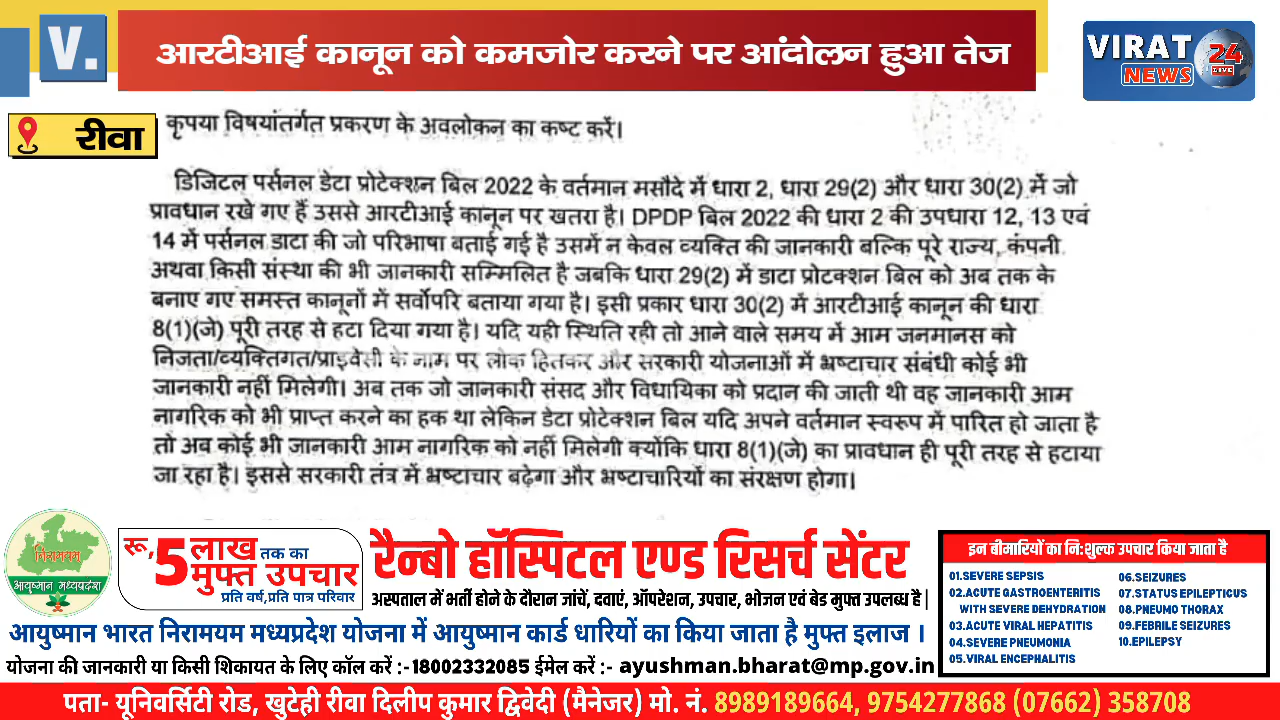 V.
आरटीआई कानून को कमजोर करने पर आंदोलन हुआ तेज
VIRAT
NEWS
24
LIVE
रीवा
कृपया विषयांतर्गत प्रकरण के अवलोकन का कष्ट करें।
डिजिटल पर्सनल डेटा प्रोटेक्शन बिल 2022 के वर्तमान मसौदे में धारा 2, धारा 29(2) और धारा 30(2) में जो
प्रावधान रखे गए हैं उससे आरटीआई कानून पर खतरा है। DPDP बिल 2022 की धारा 2 की उपधारा 12, 13 एवं
14 में पर्सनल डाटा की जो परिभाषा बताई गई है उसमें न केवल व्यक्ति की जानकारी बल्कि पूरे राज्य, कंपनी
अथवा किसी संस्था की भी जानकारी सम्मिलित है जबकि धारा 29(2) में डाटा प्रोटक्शन बिल को अब तक के
बनाए गए समस्त कानूनों में सर्वोपरि बताया गया है। इसी प्रकार धारा 30(2) में आरटीआई कानून की धारा
8(1)(जे) पूरी तरह से हटा दिया गया है। यदि यही स्थिति रही तो आने वाले समय में आम जनमानस को
निजता/व्यक्तिगत/प्राइवेसी के नाम पर लोक हितकर और सरकारी योजनाओं में भ्रष्टाचार संबंधी कोई भी
जानकारी नहीं मिलेगी। अब तक जो जानकारी संसद और विधायिका को प्रदान की जाती थी वह जानकारी आम
नागरिक को भी प्राप्त करने का हक था लेकिन डेटा प्रोटेक्शन बिल यदि अपने वर्तमान स्वरूप में पारित हो जाता है
तो अब कोई भी जानकारी आम नागरिक को नहीं मिलेगी क्योंकि धारा 8(1)(जे) का प्रावधान ही पूरी तरह से हटाया
जा रहा है। इससे सरकारी तंत्र में भ्रष्टाचार बढ़ेगा और भ्रष्टाचारियों का संरक्षण होगा।
निरामयम
आयुष्मान मध्यप्रदेश
रू,5 लाख तक का
मुफ्त उपचार
प्रति वर्ष,प्रति पात्र परिवार
रैन्बो हॉस्पिटल एण्ड रिसर्च सेंटर
अस्पताल में भर्ती होने के दौरान जांचें, दवाएं, ऑपरेशन, उपचार, भोजन एवं बेड मुफ्त उपलब्ध है|
आयुष्मान भारत निरामयम मध्यप्रदेश योजना में आयुष्मान कार्ड धारियों का किया जाता है मुफ्त इलाज ।
योजना की जानकारी या किसी शिकायत के लिए कॉल करें :-18002332085 ईमेल करें :- ayushman.bharat@mp.gov.in
इन बीमारियों का नि:शुल्क उपचार किया जाता है
01.SEVERE SEPSIS
02.ACUTE GASTROENTERITIS
WITH SEVERE DEHYDRATION
03.ACUTE VIRAL HEPATITIS
04.SEVERE PNEUMONIA
05.VIRAL ENCEPHALITIS
06.SEIZURES
07.STATUS EPILEPTICUS
08.PNEUMO THORAX
09.FEBRILE SEIZURES
10.EPILEPSY
पता- यूनिवर्सिटी रोड, खुटेही रीवा दिलीप कुमार द्विवेदी (मैनेजर) मो. नं. 8989189664, 9754277868 (07662) 358708